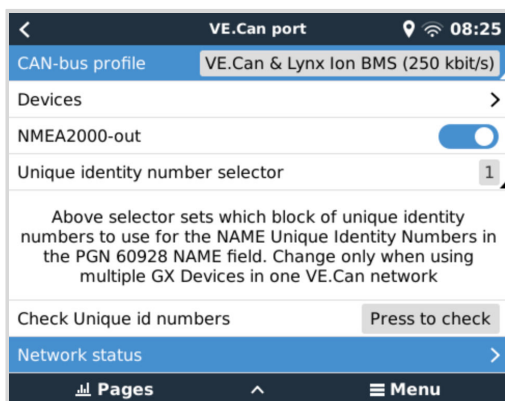 VE.Can port 08:25
CAN-bus profile VE.Can & Lynx Ion BMS (250 kbit/s)
Devices
NMEA2000-out
Unique identity number selector 1
Above selector sets which block of unique identity
numbers to use for the NAME Unique Identity Numbers in
the PGN 60928 NAME field. Change only when using
multiple GX Devices in one VE.Can network
Check Unique id numbers Press to check
Network status
Pages Menu